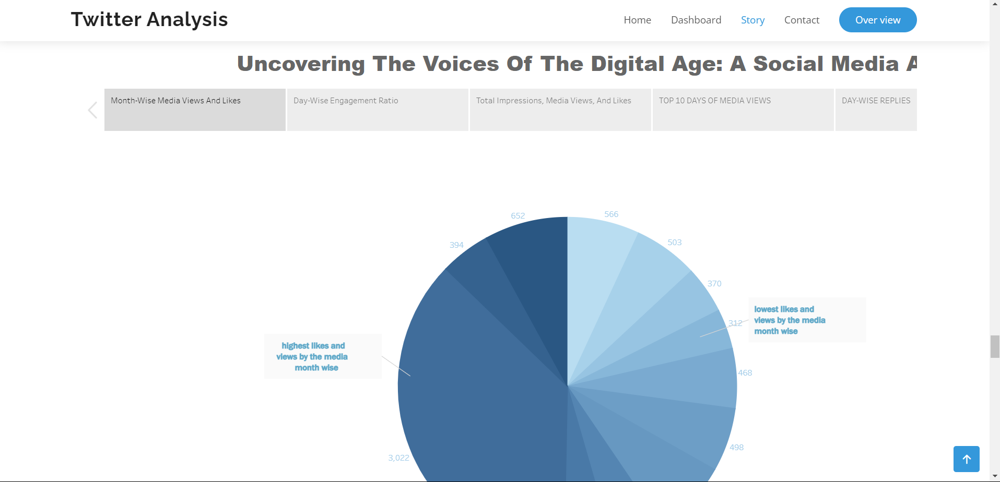 Twitter Analysis
Home Dashboard Story Contact Over view
Uncovering The Voices Of The Digital Age: A Social Media A
Month-Wise Media Views And Likes
Day-Wise Engagement Ratio
Total Impressions, Media Views, And Likes
TOP 10 DAYS OF MEDIA VIEWS
DAY-WISE REPLIES
652
566
394
503
370
312
lowest likes and
views by the media
month wise
highest likes and
views by the media
month wise
468
498
3,022